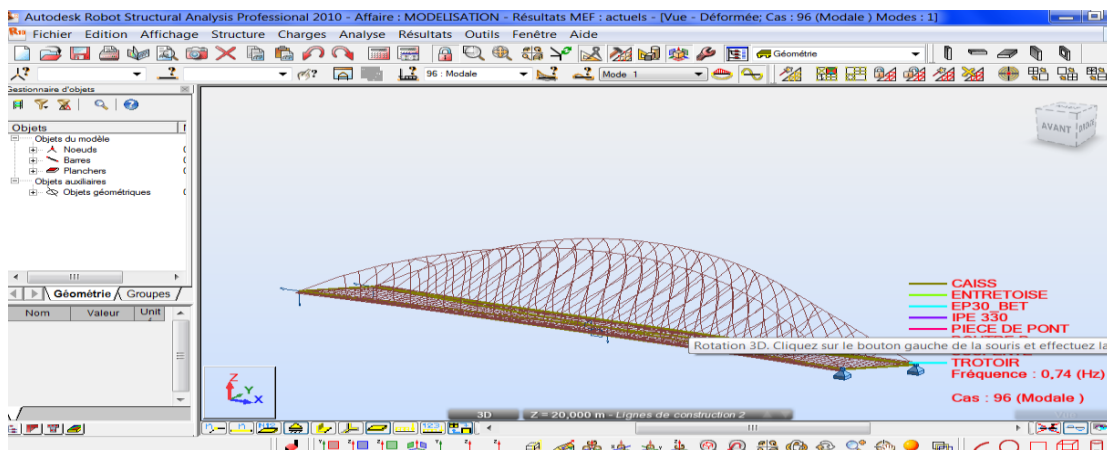 Autodesk Robot Structural Analysis Professional 2010 - Affaire : MODELISATION - Résultats MEF : actuels - [Vue - Déformée; Cas : 96 (Modale ) Modes : 1]
Fichier Edition Affichage Structure Charges Analyse Résultats Outils Fenêtre Aide
Géométrie
96 : Modale
Mode 1
Gestionnaire d'objets
Objets
Objets du modèle
Noeuds
Barres
Planchers
Objets auxiliaires
Objets géométriques
Géométrie Groupes
Nom Valeur Unit
AVANT
CAISS
ENTRETOISE
EP30_BET
IPE 330
PIECE DE PONT
Rotation 3D. Cliquez sur le bouton gauche de la souris et effectuez la
TROTOIR
Fréquence : 0,74 (Hz)
Cas : 96 (Modale )
Z
Y
X
3D Z = 20,000 m - Lignes de construction 2